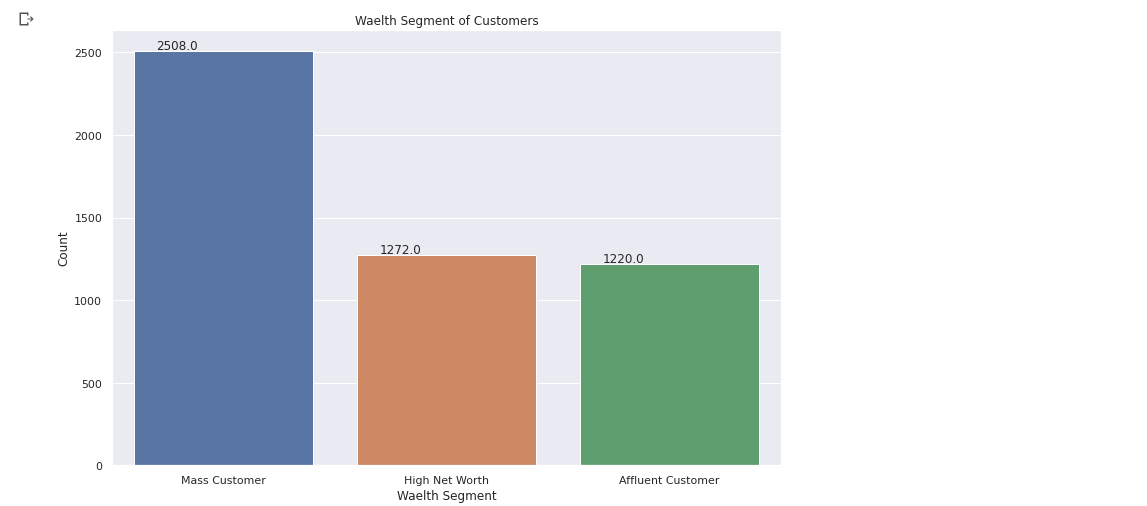 Waelth Segment of Customers
2508.0
2500
2000
1500
1272.0
1220.0
Count
1000
500
0
Mass Customer
High Net Worth
Affluent Customer
Waelth Segment